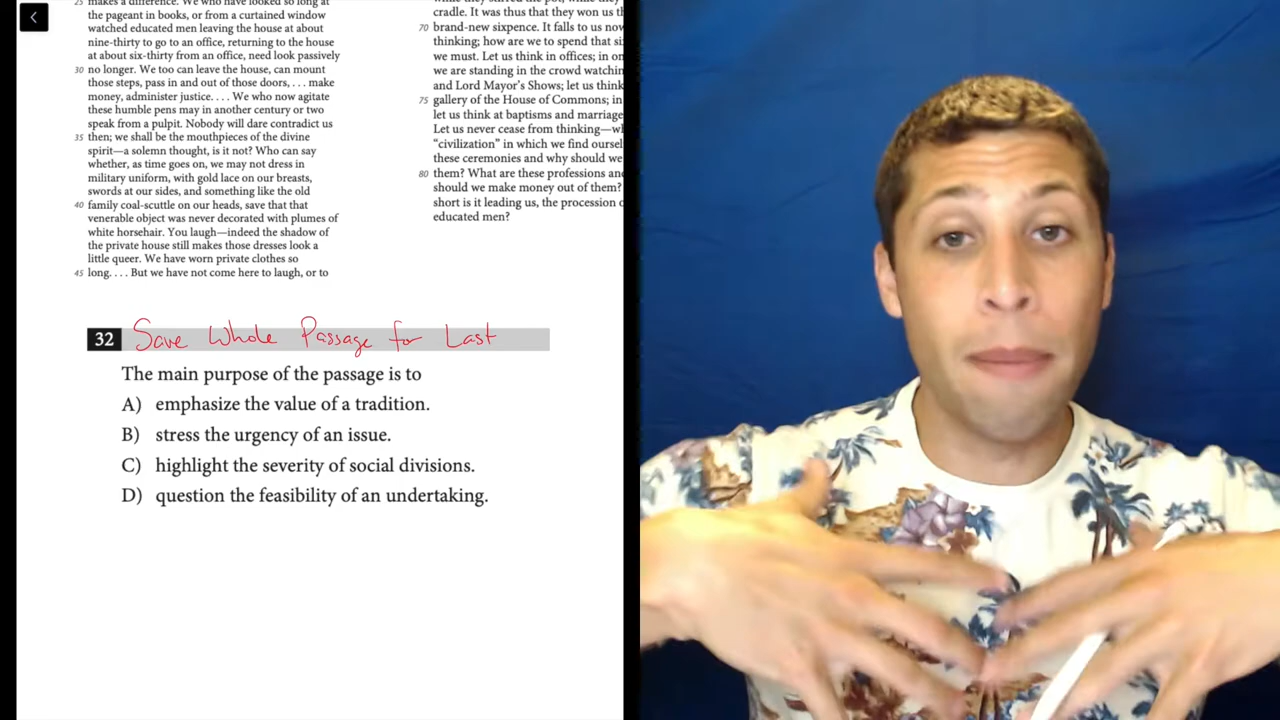 25 makes a difference. We who have looked so long at
the pageant in books, or from a curtained window
watched educated men leaving the house at about
nine-thirty to go to an office, returning to the house
at about six-thirty from an office, need look passively
30 no longer. We too can leave the house, can mount
those steps, pass in and out of those doors, . . . make
money, administer justice. . . . We who now agitate
these humble pens may in another century or two
speak from a pulpit. Nobody will dare contradict us
35 then; we shall be the mouthpieces of the divine
spirit—a solemn thought, is it not? Who can say
whether, as time goes on, we may not dress in
military uniform, with gold lace on our breasts,
swords at our sides, and something like the old
40 family coal-scuttle on our heads, save that that
venerable object was never decorated with plumes of
white horsehair. You laugh—indeed the shadow of
the private house still makes those dresses look a
little queer. We have worn private clothes so
45 long. . . . But we have not come here to laugh, or to
while they stirred the pot, while they
cradle. It was thus that they won us th
70 brand-new sixpence. It falls to us now
thinking; how are we to spend that si
we must. Let us think in offices; in on
we are standing in the crowd watchin
and Lord Mayor's Shows; let us think
75 gallery of the House of Commons; in
let us think at baptisms and marriage
Let us never cease from thinking—wh
“civilization” in which we find oursel
these ceremonies and why should we
80 them? What are these professions and
should we make money out of them?
short is it leading us, the procession o
educated men?
32 Save Whole Passage for Last
The main purpose of the passage is to
A) emphasize the value of a tradition.
B) stress the urgency of an issue.
C) highlight the severity of social divisions.
D) question the feasibility of an undertaking.